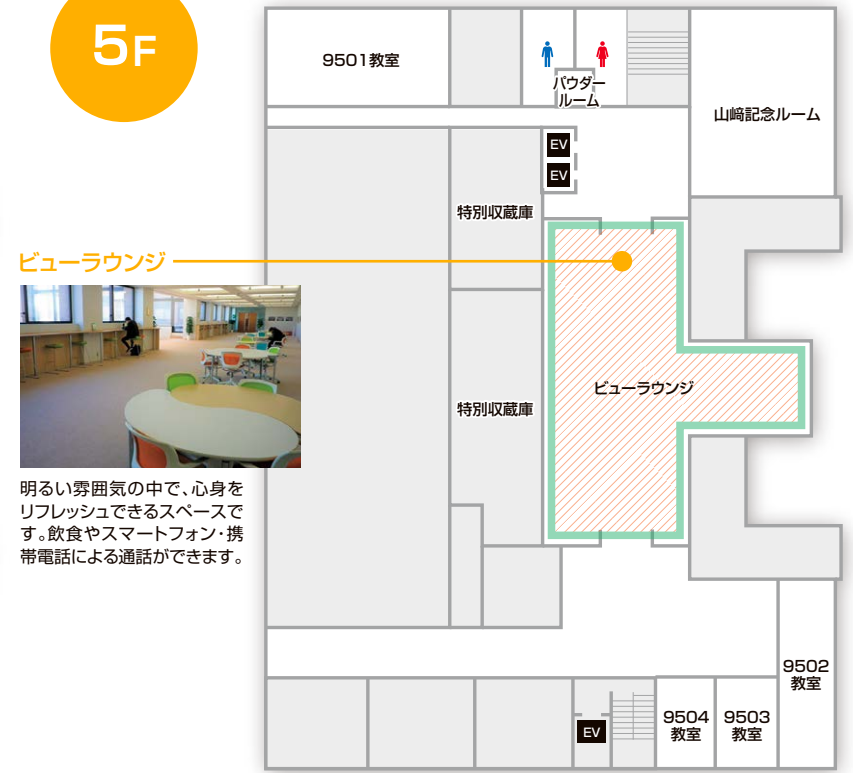 5F
9501教室
パウダー
ルーム
山﨑記念ルーム
EV
EV
特別収蔵庫
ビューラウンジ
特別収蔵庫
ビューラウンジ
明るい雰囲気の中で、心身を
リフレッシュできるスペースで
す。飲食やスマートフォン・携
帯電話による通話ができます。
9502
教室
9504
教室
9503
教室
EV